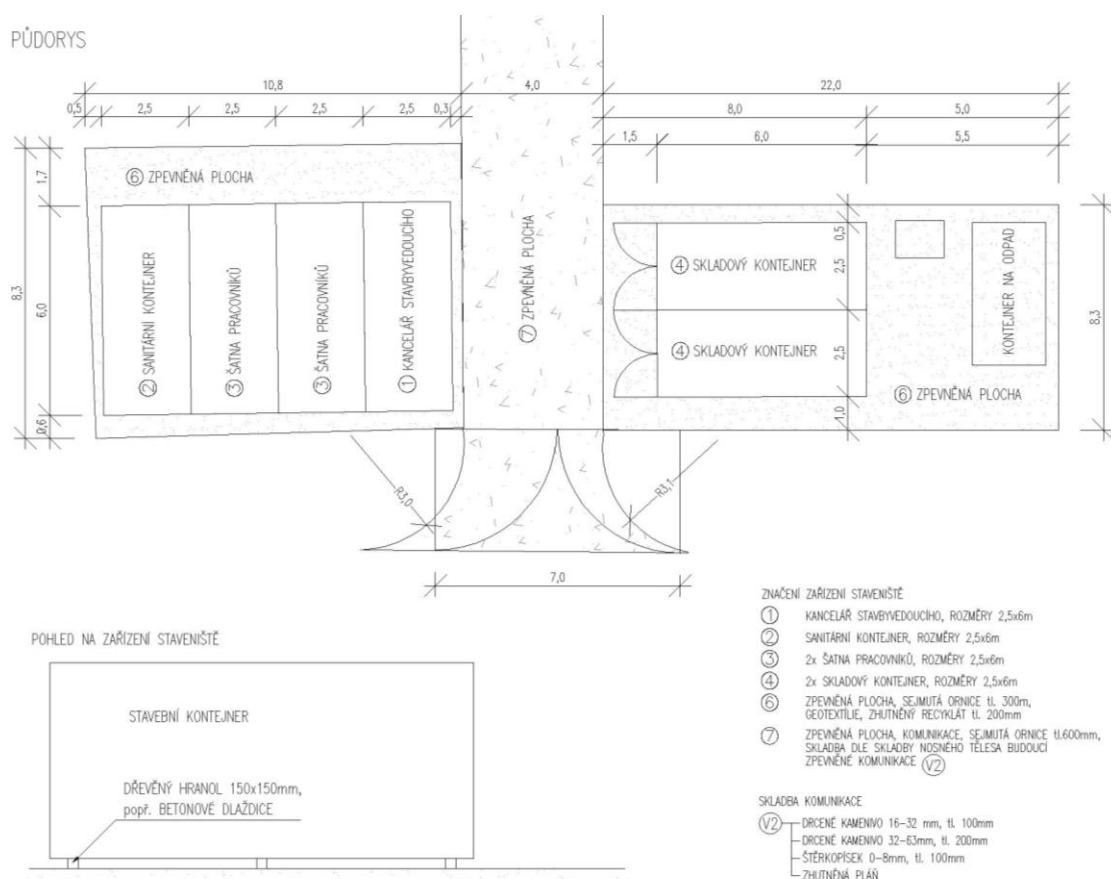 PŮDORYS
10,8
4,0
22,0
0,5
2,5
2,5
2,5
2,5
0,3
8,0
5,0
1,5
6,0
5,5
8,3
1,7
6,0
0,6
⑥ ZPEVNĚNÁ PLOCHA
② SANITÁRNÍ KONTEJNER
③ ŠATNA PRACOVNÍKŮ
③ ŠATNA PRACOVNÍKŮ
① KANCELÁŘ STAVBYVEDOUCÍHO
⑦ ZPEVNĚNÁ PLOCHA
④ SKLADOVÝ KONTEJNER
④ SKLADOVÝ KONTEJNER
0,5
2,5
2,5
1,0
KONTEJNER NA ODPAD
⑥ ZPEVNĚNÁ PLOCHA
8,3
R3,0
R3,1
7,0
POHLED NA ZAŘÍZENÍ STAVENIŠTĚ
STAVEBNÍ KONTEJNER
DŘEVĚNÝ HRANOL 150x150mm,
popř. BETONOVÉ DLAŽDICE
ZNAČENÍ ZAŘÍZENÍ STAVENIŠTĚ
① KANCELÁŘ STAVBYVEDOUCÍHO, ROZMĚRY 2,5x6m
② SANITÁRNÍ KONTEJNER, ROZMĚRY 2,5x6m
③ 2x ŠATNA PRACOVNÍKŮ, ROZMĚRY 2,5x6m
④ 2x SKLADOVÝ KONTEJNER, ROZMĚRY 2,5x6m
⑥ ZPEVNĚNÁ PLOCHA, SEJMUTÁ ORNICE tl. 300m,
GEOTEXTÍLIE, ZHUTNĚNÝ RECYKLÁT tl. 200mm
⑦ ZPEVNĚNÁ PLOCHA, KOMUNIKACE, SEJMUTÁ ORNICE tl.600mm,
SKLADBA DLE SKLADBY NOSNÉHO TĚLESA BUDOUCÍ
ZPEVNĚNÉ KOMUNIKACE V2
SKLADBA KOMUNIKACE
V2 DRCENÉ KAMENIVO 16-32 mm, tl. 100mm
DRCENÉ KAMENIVO 32-63mm, tl. 200mm
ŠTĚRKOPÍSEK 0-8mm, tl. 100mm
ZHUTNĚNÁ PLÁŇ